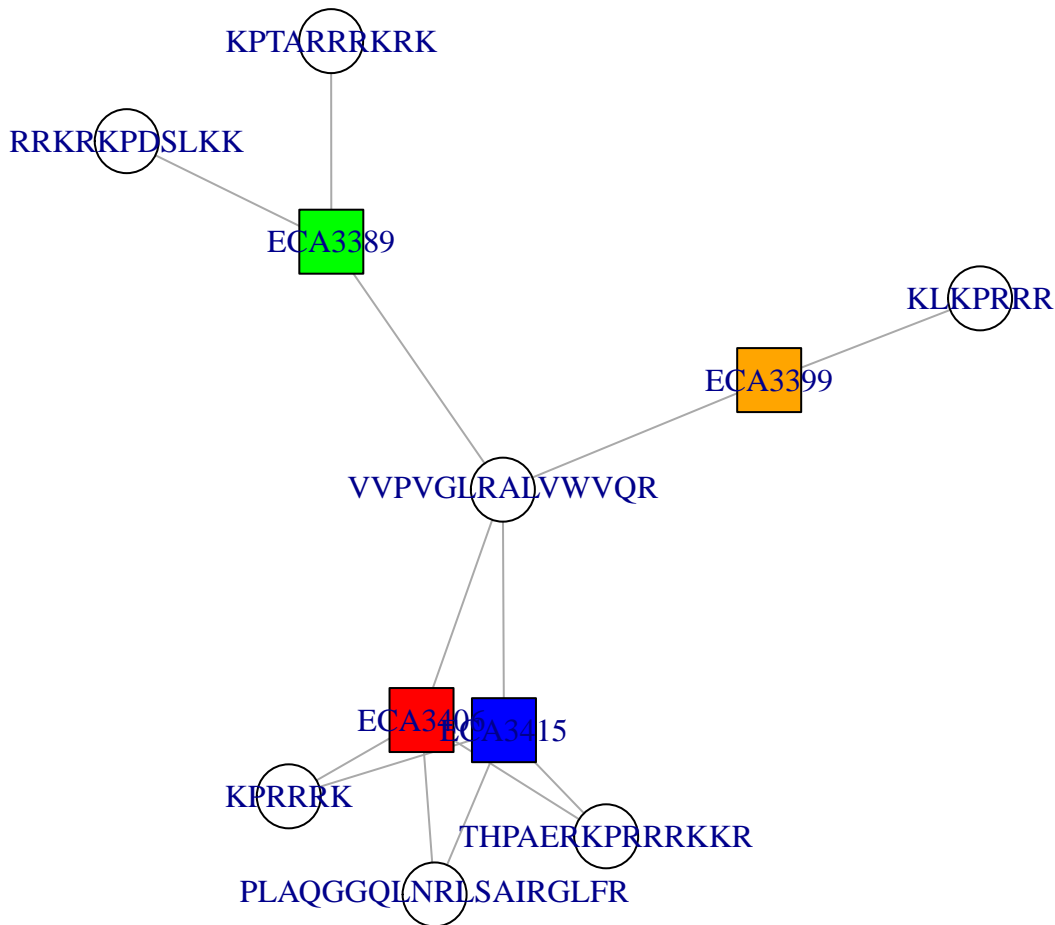 KPTARRRKRK
RRKRKPDSLKK
ECA3389
KLKPRRR
ECA3399
VVPVGLRALVWVQR
ECA3406
ECA3415
KPRRRK
THPAERKPRRRKKR
PLAQGGQLNRLSAIRGLFR